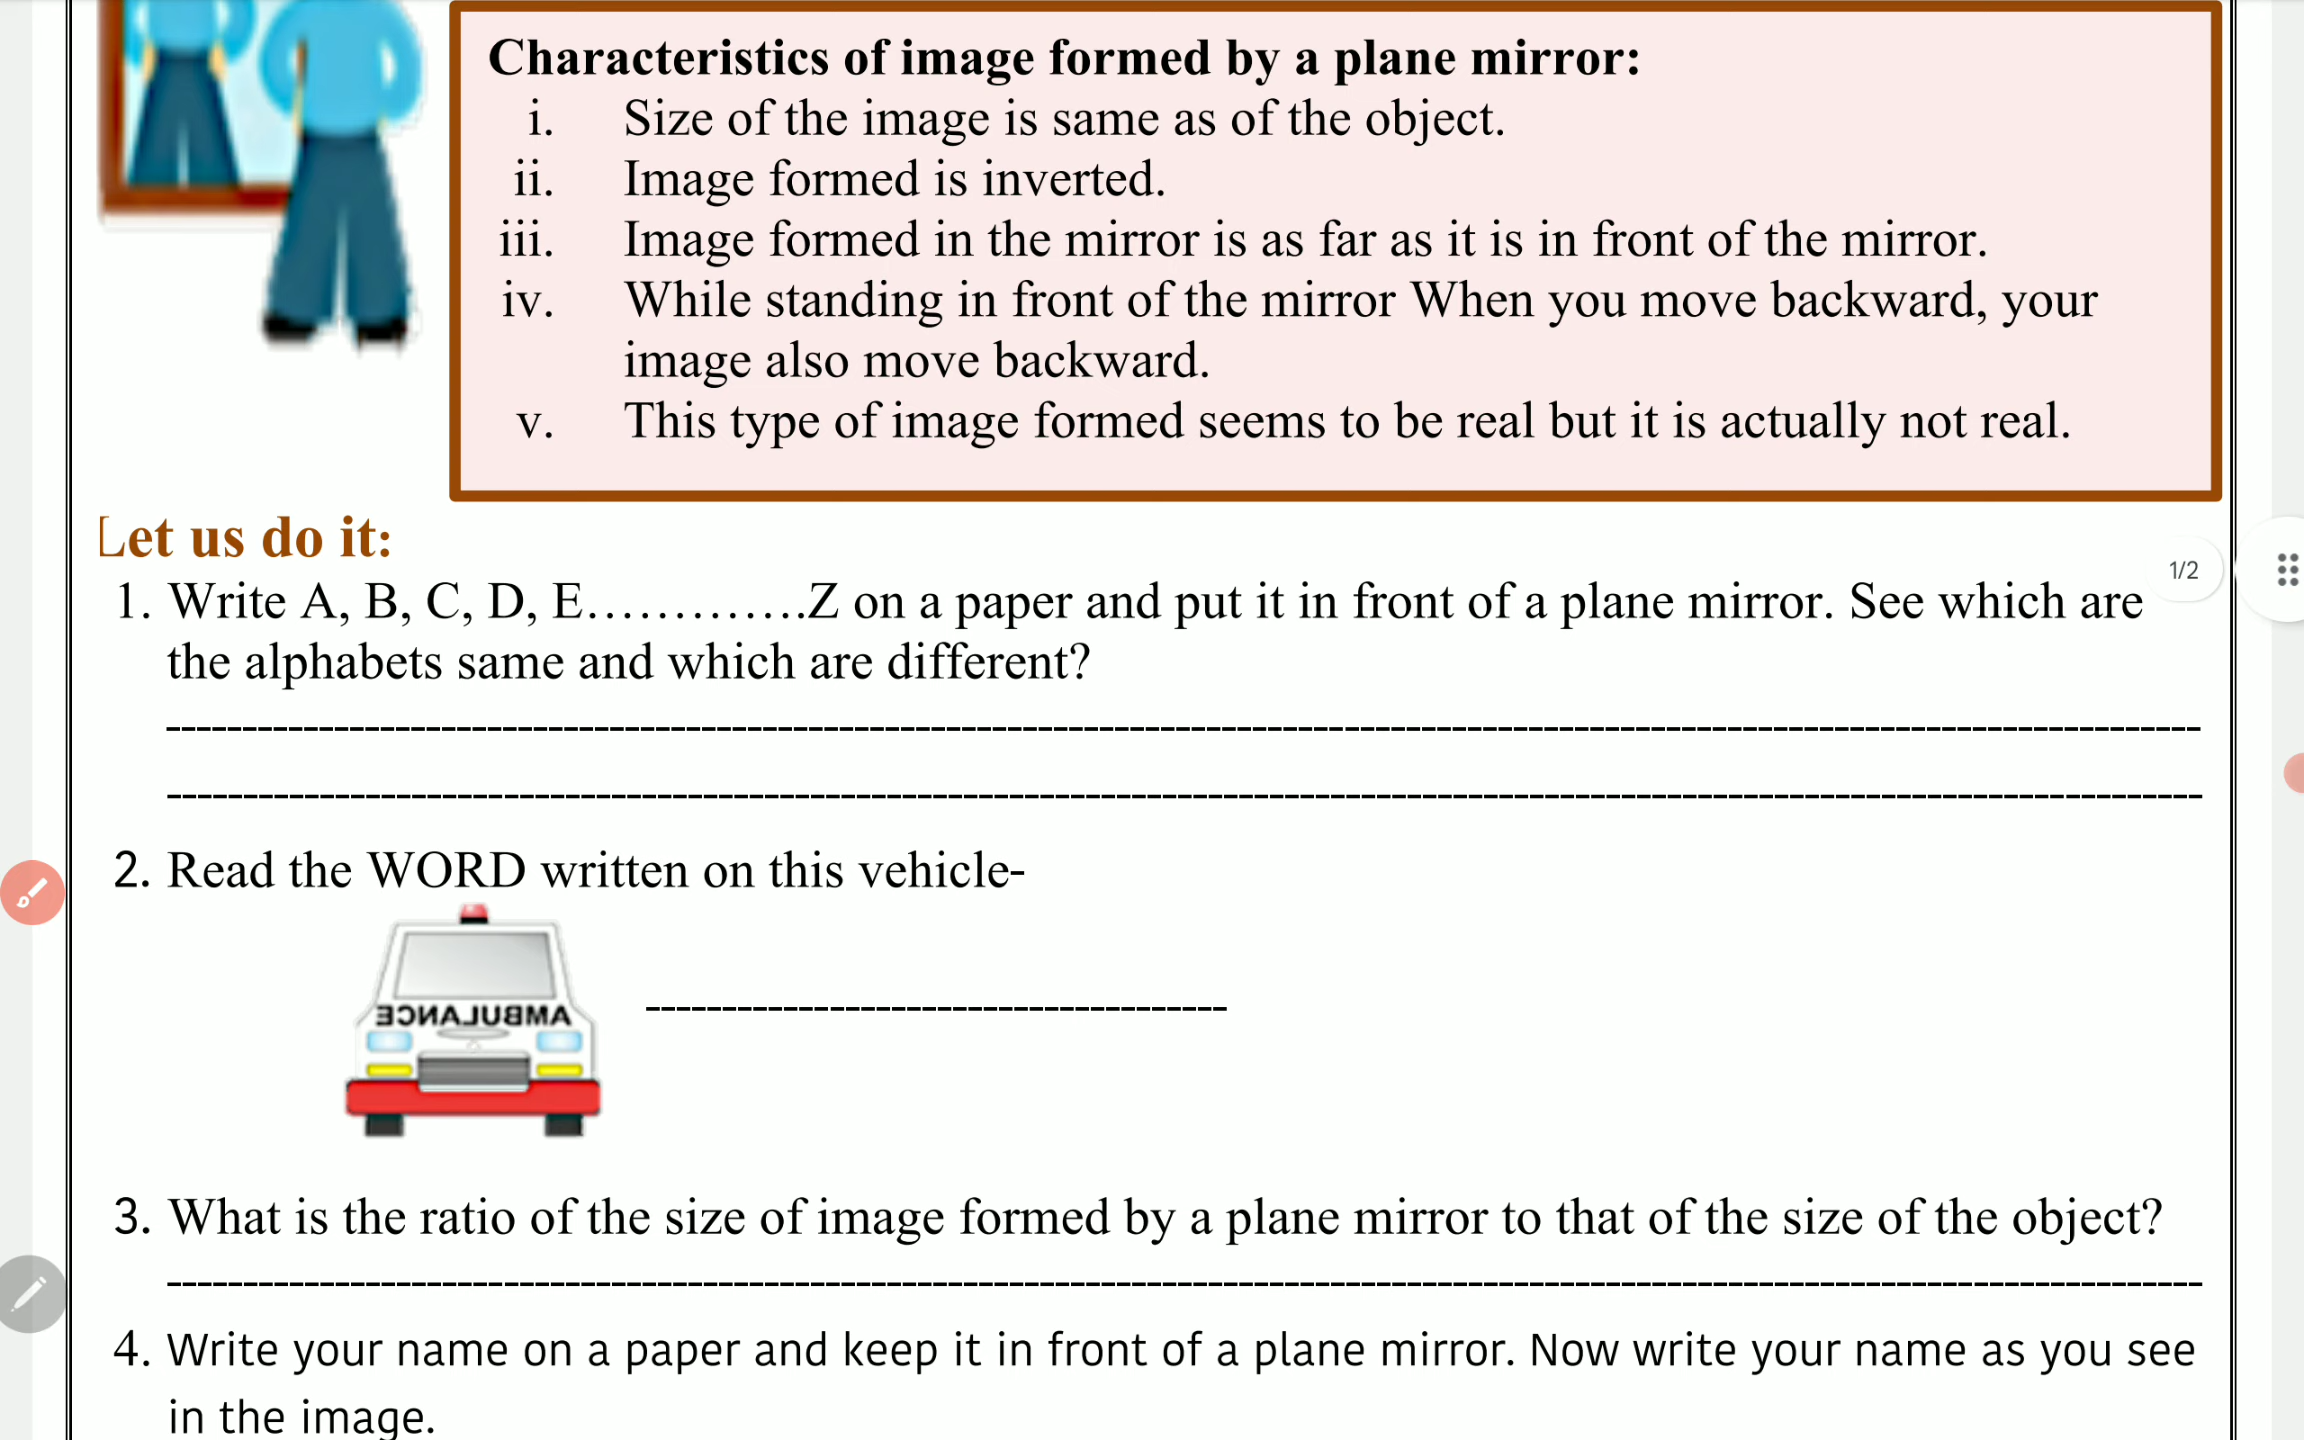 Characteristics of image formed by a plane mirror:
i. Size of the image is same as of the object.
ii. Image formed is inverted.
iii. Image formed in the mirror is as far as it is in front of the mirror.
iv. While standing in front of the mirror When you move backward, your
image also move backward.
v. This type of image formed seems to be real but it is actually not real.
Let us do it:
1/2
1. Write A, B, C, D, E.............Z on a paper and put it in front of a plane mirror. See which are
the alphabets same and which are different?
2. Read the WORD written on this vehicle-
AMBULANCE
3. What is the ratio of the size of image formed by a plane mirror to that of the size of the object?
4. Write your name on a paper and keep it in front of a plane mirror. Now write your name as you see
in the image.